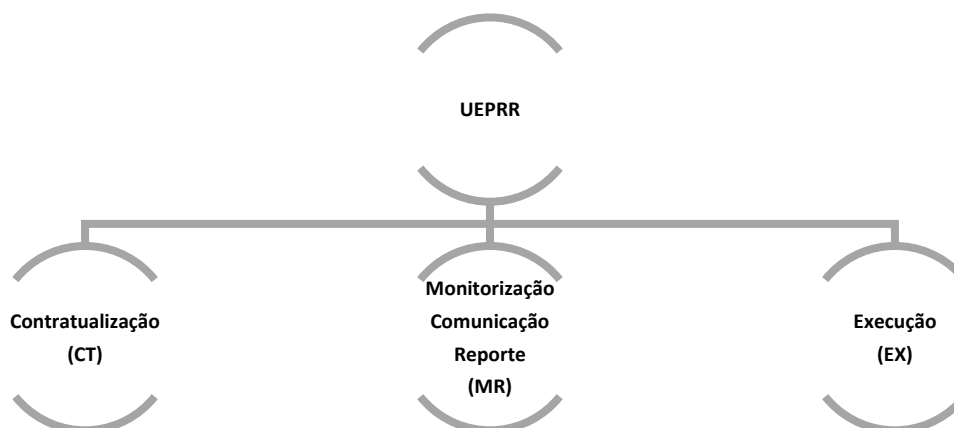 UEPRR
Contratualização
(CT)
Monitorização
Comunicação
Reporte
(MR)
Execução
(EX)